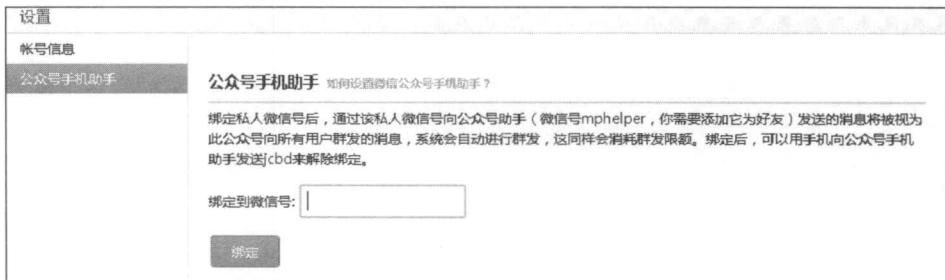 设置
帐号信息
公众号手机助手
公众号手机助手 如何设置微信公众号手机助手？
绑定私人微信号后，通过该私人微信号向公众号助手（微信号mphelper，你需要添加它为好友）发送的消息将被视为
此公众号向所有用户群发的消息，系统会自动进行群发，这同样会消耗群发限额。绑定后，可以用手机向公众号手机
助手发送jcbd来解除绑定。
绑定到微信号:
绑定